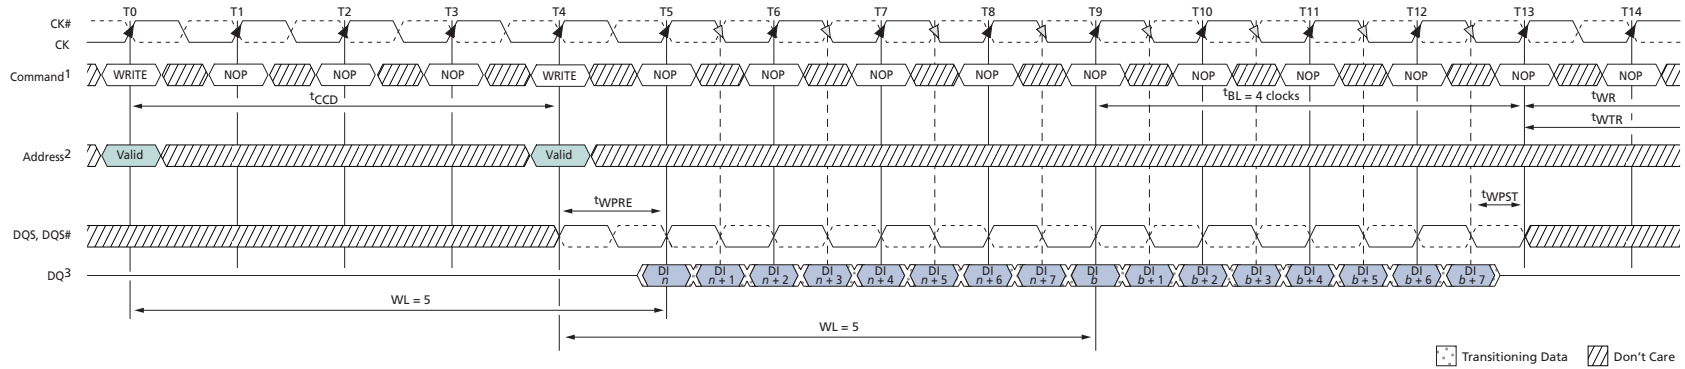 T0 T1 T2 T3 T4 T5 T6 T7 T8 T9 T10 T11 T12 T13 T14
CK#
CK
Command1 WRITE NOP NOP NOP WRITE NOP NOP NOP NOP NOP NOP NOP NOP NOP NOP
tCCD tBL = 4 clocks tWR
tWTR
Address2 Valid Valid
tWPRE tWPST
DQS, DQS#
DQ3 DI n DI n + 1 DI n + 2 DI n + 3 DI n + 4 DI n + 5 DI n + 6 DI n + 7 DI b DI b + 1 DI b + 2 DI b + 3 DI b + 4 DI b + 5 DI b + 6 DI b + 7
WL = 5
WL = 5
Transitioning Data Don't Care